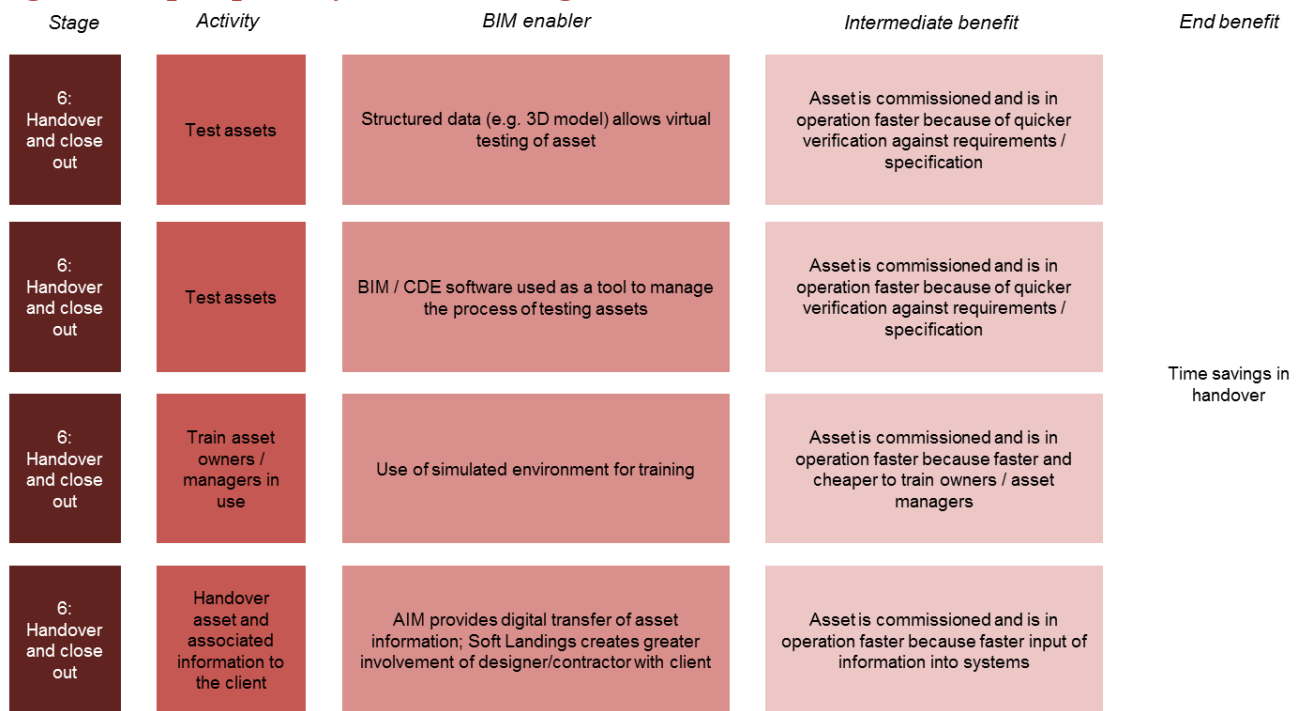 Stage
Activity
BIM enabler
Intermediate benefit
End benefit
6:
Handover
and close
out
Test assets
Structured data (e.g. 3D model) allows virtual
testing of asset
Asset is commissioned and is in
operation faster because of quicker
verification against requirements /
specification
6:
Handover
and close
out
Test assets
BIM / CDE software used as a tool to manage
the process of testing assets
Asset is commissioned and is in
operation faster because of quicker
verification against requirements /
specification
6:
Handover
and close
out
Train asset
owners /
managers in
use
Use of simulated environment for training
Asset is commissioned and is in
operation faster because faster and
cheaper to train owners / asset
managers
6:
Handover
and close
out
Handover
asset and
associated
information to
the client
AIM provides digital transfer of asset
information; Soft Landings creates greater
involvement of designer/contractor with client
Asset is commissioned and is in
operation faster because faster input of
information into systems
Time savings in
handover